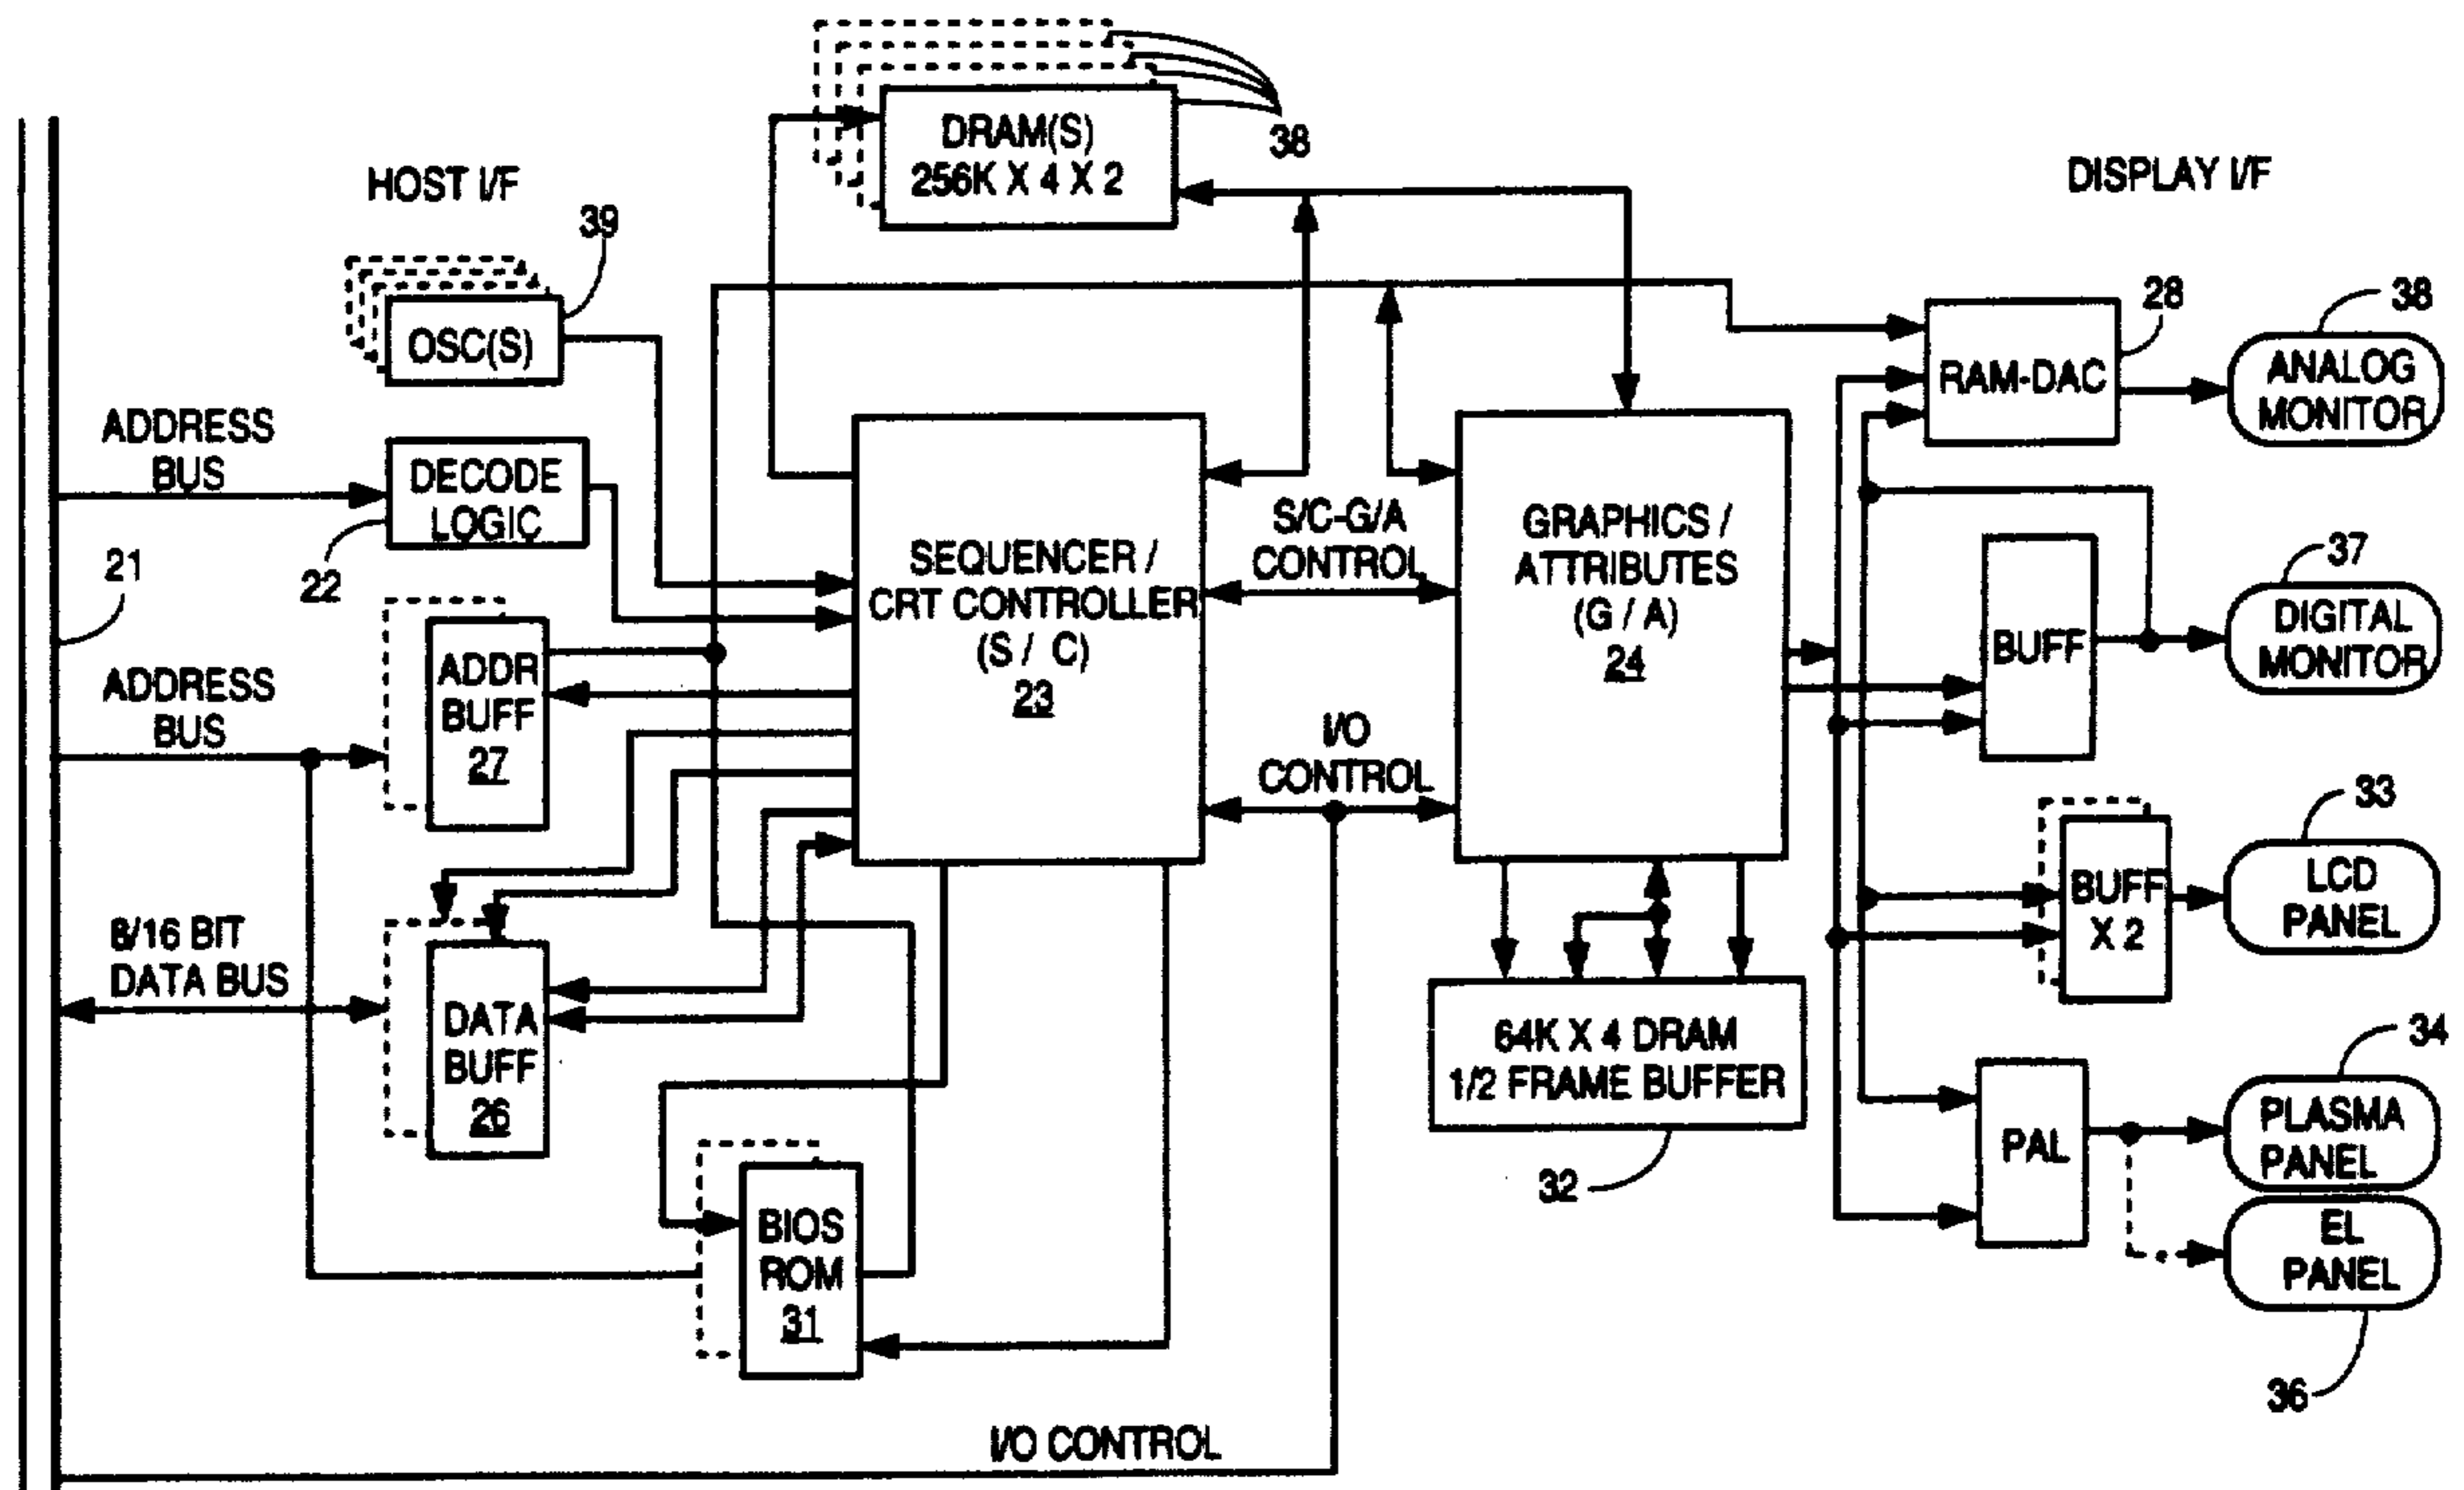 38
DRAM(S)
256K X 4 X 2
HOST I/F
DISPLAY I/F
39
OSC(S)
28
RAM-DAC
38
ANALOG
MONITOR
ADDRESS
BUS
DECODE
LOGIC
22
21
SEQUENCER /
CRT CONTROLLER
(S / C)
23
S/C-G/A
CONTROL
GRAPHICS /
ATTRIBUTES
(G / A)
24
BUFF
37
DIGITAL
MONITOR
ADDRESS
BUS
ADDR
BUFF
27
I/O
CONTROL
33
BUFF
X 2
LCD
PANEL
8/16 BIT
DATA BUS
DATA
BUFF
26
64K X 4 DRAM
1/2 FRAME BUFFER
32
34
PAL
PLASMA
PANEL
EL
PANEL
36
BIOS
ROM
31
I/O CONTROL